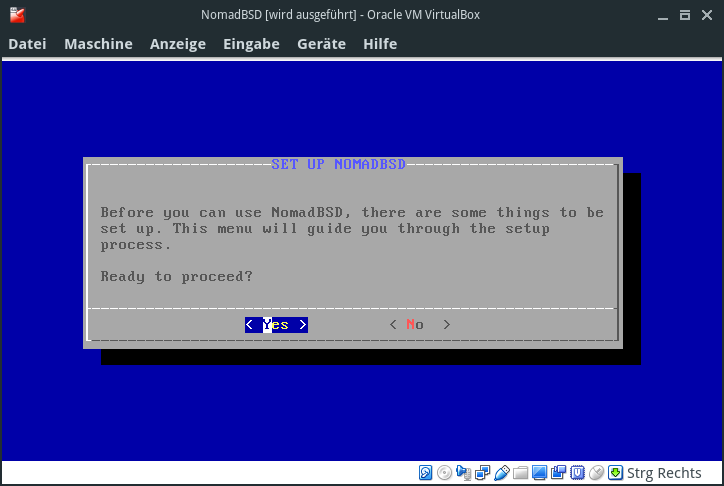 NomadBSD [wird ausgeführt] - Oracle VM VirtualBox
Datei Maschine Anzeige Eingabe Geräte Hilfe
SET UP NOMADBSD
Before you can use NomadBSD, there are some things to be
set up. This menu will guide you through the setup
process.
Ready to proceed?
< Yes > < No >
Strg Rechts